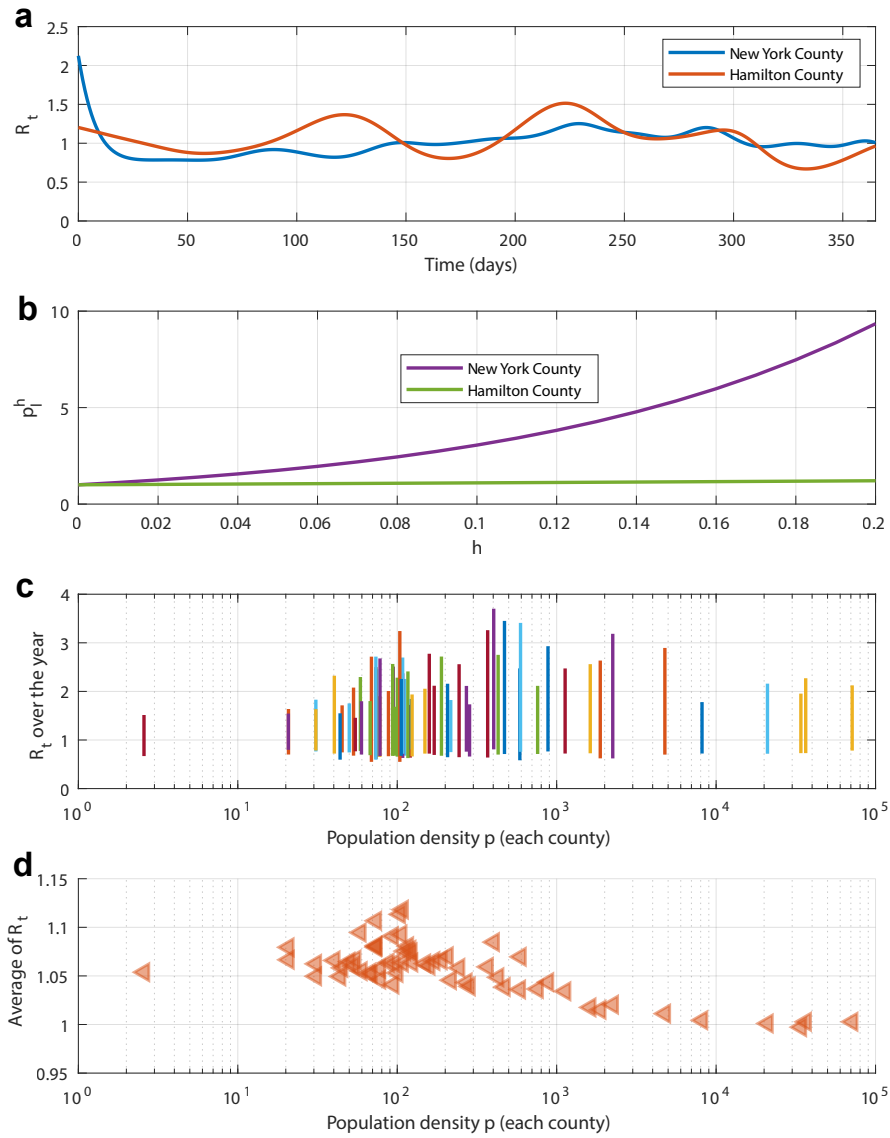 a
2.5
2
1.5
1
0.5
0
R_t
New York County
Hamilton County
0 50 100 150 200 250 300 350
Time (days)
b
10
5
0
p_l^h
New York County
Hamilton County
0 0.02 0.04 0.06 0.08 0.1 0.12 0.14 0.16 0.18 0.2
h
c
4
3
2
1
0
R_t over the year
10^0 10^1 10^2 10^3 10^4 10^5
Population density p (each county)
d
1.15
1.1
1.05
1
0.95
Average of R_t
10^0 10^1 10^2 10^3 10^4 10^5
Population density p (each county)